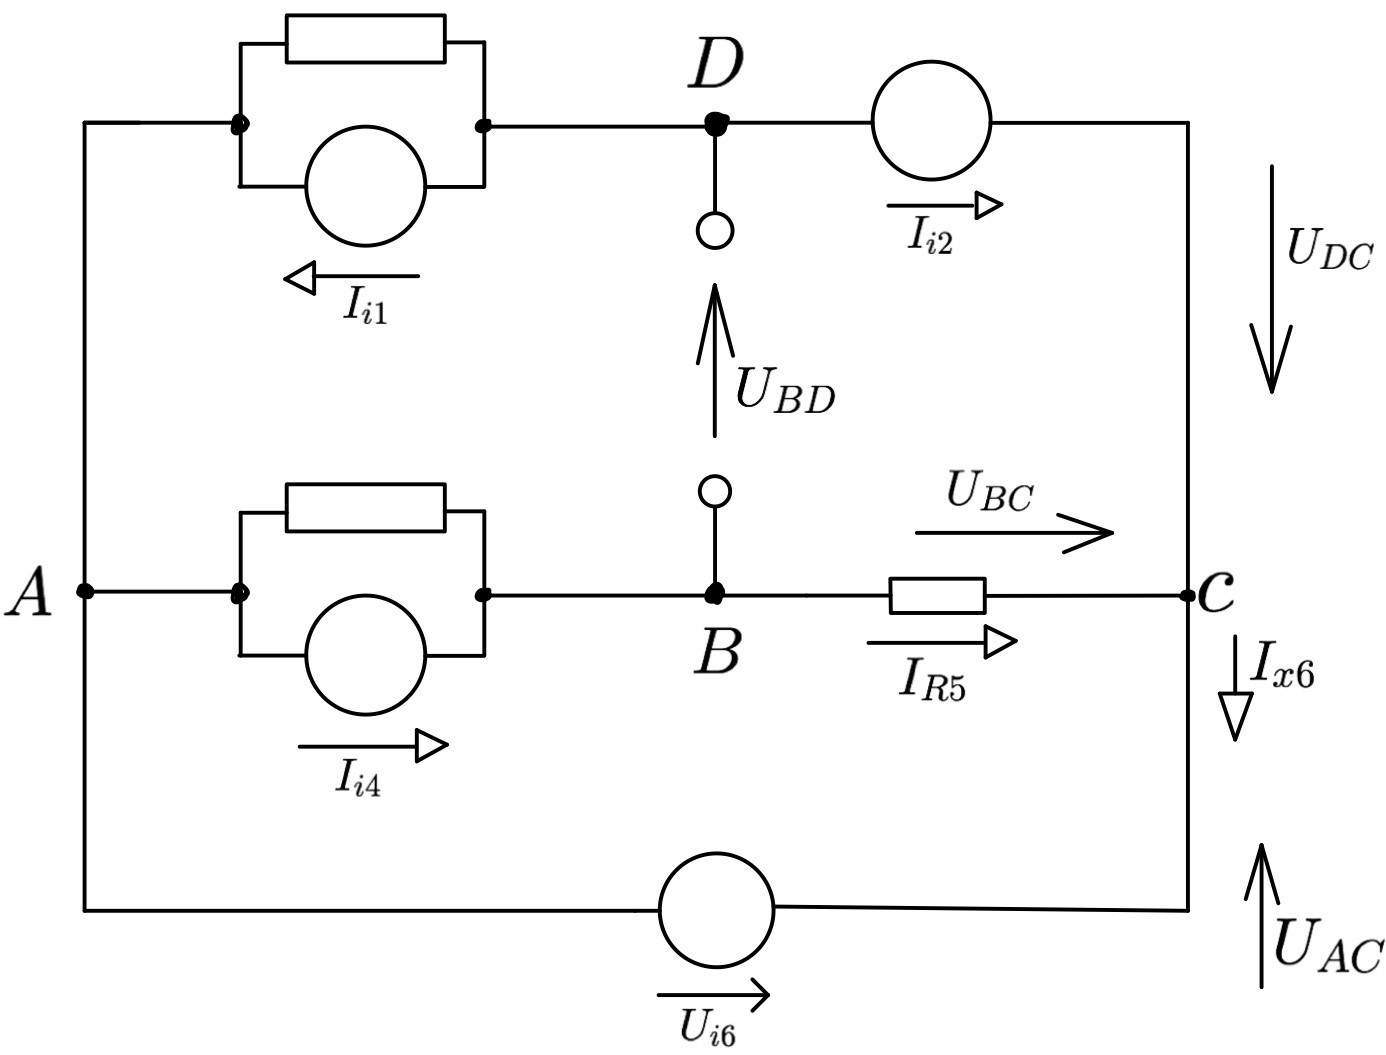 D
I_{i2}
U_{DC}
I_{i1}
U_{BD}
U_{BC}
A
C
B
I_{R5}
I_{x6}
I_{i4}
U_{AC}
U_{i6}